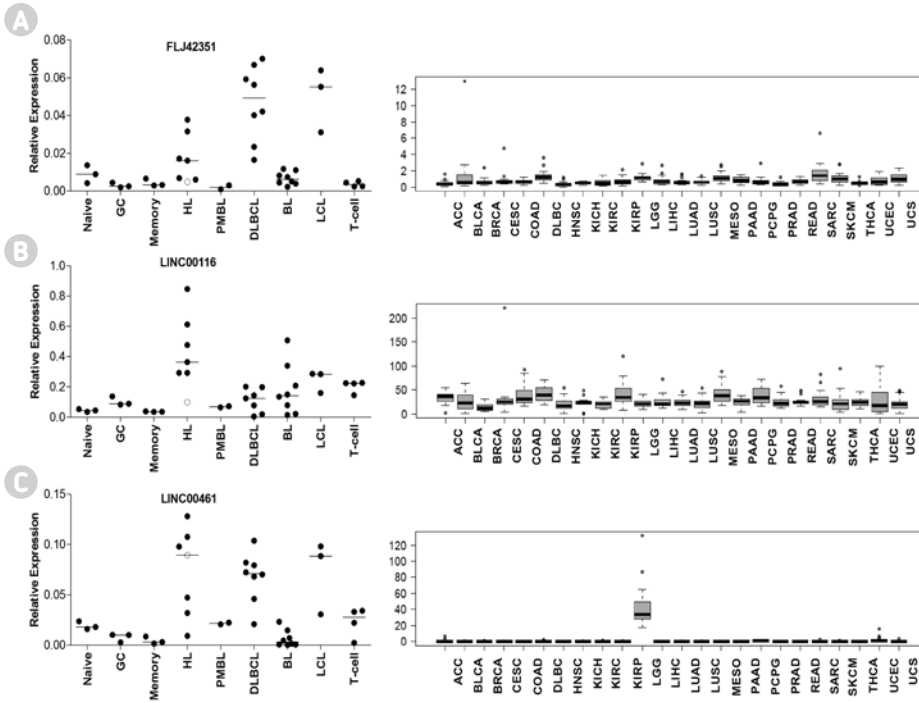 A
FLJ42351
Relative Expression
0.08
0.06
0.04
0.02
0.00
Naive GC Memory HL PMBL DLBCL BL LCL T-cell
12
10
8
6
4
2
0
ACC BLCA BRCA CESC COAD DLBC HNSC KICH KIRC KIRP LGG LIHC LUAD LUSC MESO PAAD PCPG PRAD READ SARC SKCM THCA UCEC UCS
B
LINC00116
Relative Expression
1.0
0.8
0.6
0.4
0.2
0.0
Naive GC Memory HL PMBL DLBCL BL LCL T-cell
200
150
100
50
0
ACC BLCA BRCA CESC COAD DLBC HNSC KICH KIRC KIRP LGG LIHC LUAD LUSC MESO PAAD PCPG PRAD READ SARC SKCM THCA UCEC UCS
C
LINC00461
Relative Expression
0.15
0.10
0.05
0.00
Naive GC Memory HL PMBL DLBCL BL LCL T-cell
120
100
80
60
40
20
0
ACC BLCA BRCA CESC COAD DLBC HNSC KICH KIRC KIRP LGG LIHC LUAD LUSC MESO PAAD PCPG PRAD READ SARC SKCM THCA UCEC UCS